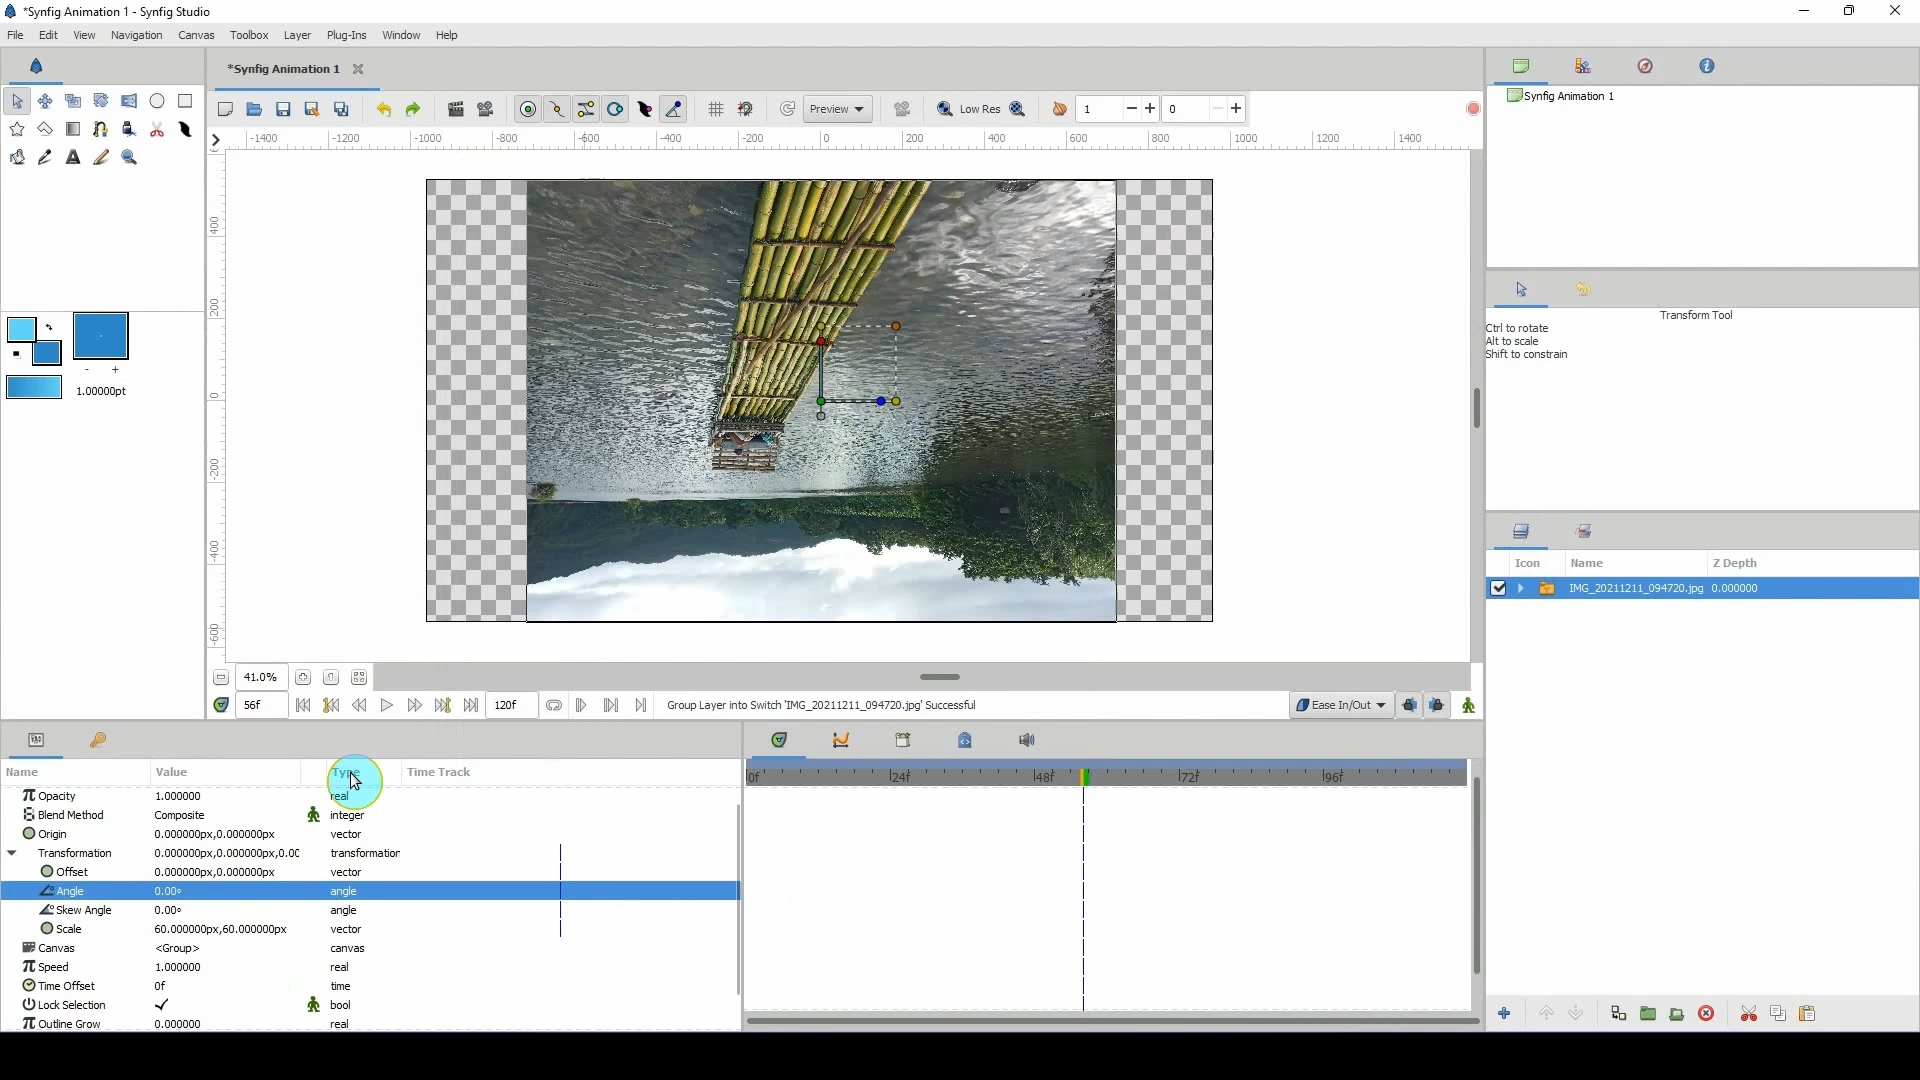 *Synfig Animation 1 - Synfig Studio
File Edit View Navigation Canvas Toolbox Layer Plug-Ins Window Help
*Synfig Animation 1
Preview Low Res 1 0
-1400 -1200 -1000 -800 -600 -400 -200 0 200 400 600 800 1000 1200 1400
400
200
0
-200
-400
-600
- +
1.00000pt
41.0%
56f 120f Group Layer into Switch 'IMG_20211211_094720.jpg' Successful Ease In/Out
Name Value Type Time Track
Opacity 1.000000 real
Blend Method Composite integer
Origin 0.000000px,0.000000px vector
Transformation 0.000000px,0.000000px,0.00 transformation
Offset 0.000000px,0.000000px vector
Angle 0.00° angle
Skew Angle 0.00° angle
Scale 60.000000px,60.000000px vector
Canvas <Group> canvas
Speed 1.000000 real
Time Offset 0f time
Lock Selection bool
Outline Grow 0.000000 real
0f 24f 48f 72f 96f
Synfig Animation 1
Transform Tool
Ctrl to rotate
Alt to scale
Shift to constrain
Icon Name Z Depth
IMG_20211211_094720.jpg 0.000000